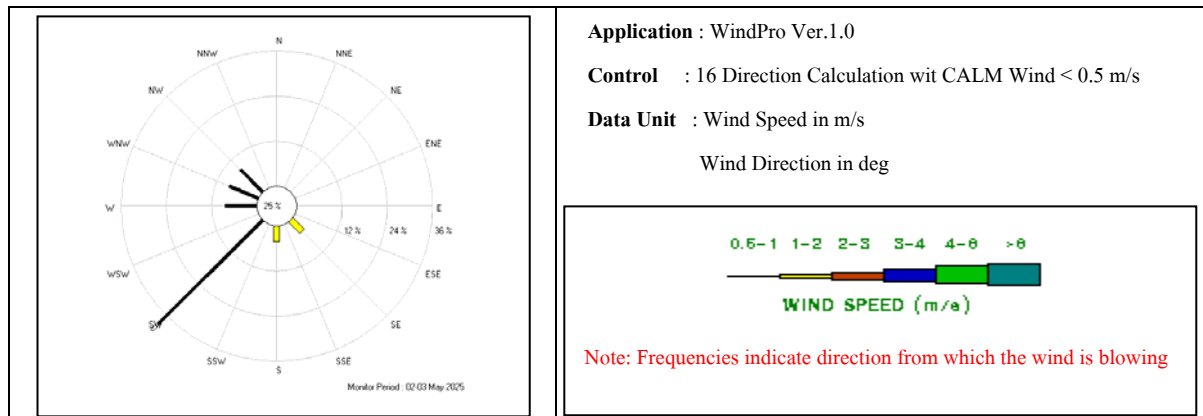 N
NNW
NNE
NW
NE
WNW
ENE
W
25 %
E
12 %
24 %
36 %
WSW
ESE
SW
SE
SSW
SSE
S
Monitor Period : 02-03 May 2025
Application : WindPro Ver.1.0
Control : 16 Direction Calculation wit CALM Wind < 0.5 m/s
Data Unit : Wind Speed in m/s
Wind Direction in deg
0.5-1 1-2 2-3 3-4 4-6 >6
WIND SPEED (m/s)
Note: Frequencies indicate direction from which the wind is blowing